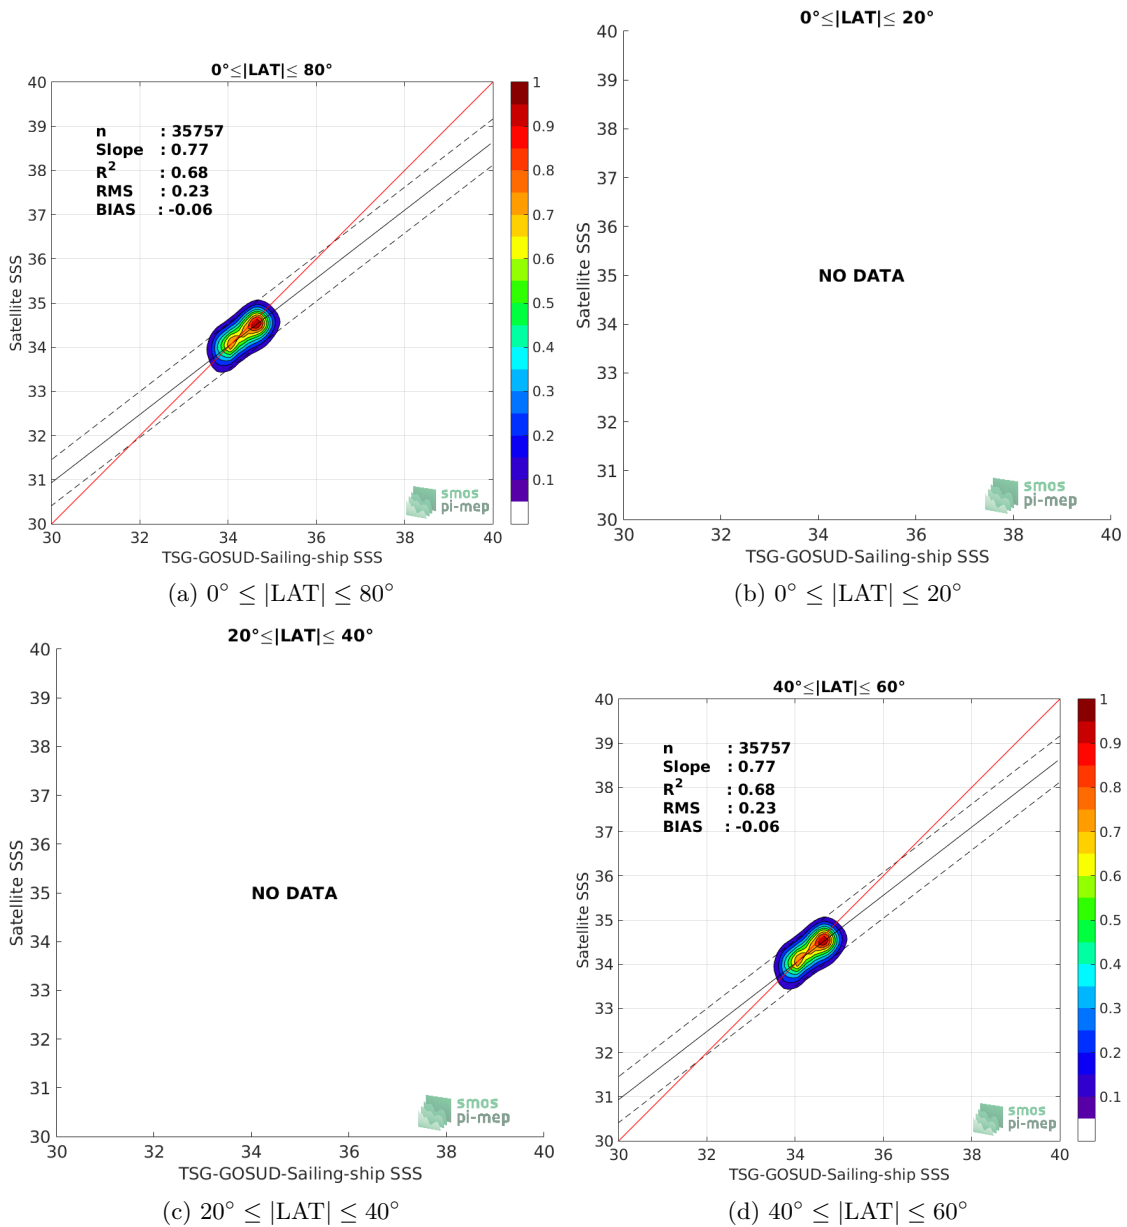 0°≤|LAT|≤ 80°
40
39
38
37
36
35
34
33
32
31
30
Satellite SSS
n : 35757
Slope : 0.77
R² : 0.68
RMS : 0.23
BIAS : -0.06
smos
pi-mep
30 32 34 36 38 40
TSG-GOSUD-Sailing-ship SSS
1
0.9
0.8
0.7
0.6
0.5
0.4
0.3
0.2
0.1
(a) 0° ≤ |LAT| ≤ 80°
0°≤|LAT|≤ 20°
40
39
38
37
36
35
34
33
32
31
30
Satellite SSS
NO DATA
smos
pi-mep
30 32 34 36 38 40
TSG-GOSUD-Sailing-ship SSS
(b) 0° ≤ |LAT| ≤ 20°
20°≤|LAT|≤ 40°
40
39
38
37
36
35
34
33
32
31
30
Satellite SSS
NO DATA
smos
pi-mep
30 32 34 36 38 40
TSG-GOSUD-Sailing-ship SSS
(c) 20° ≤ |LAT| ≤ 40°
40°≤|LAT|≤ 60°
40
39
38
37
36
35
34
33
32
31
30
Satellite SSS
n : 35757
Slope : 0.77
R² : 0.68
RMS : 0.23
BIAS : -0.06
smos
pi-mep
30 32 34 36 38 40
TSG-GOSUD-Sailing-ship SSS
1
0.9
0.8
0.7
0.6
0.5
0.4
0.3
0.2
0.1
(d) 40° ≤ |LAT| ≤ 60°